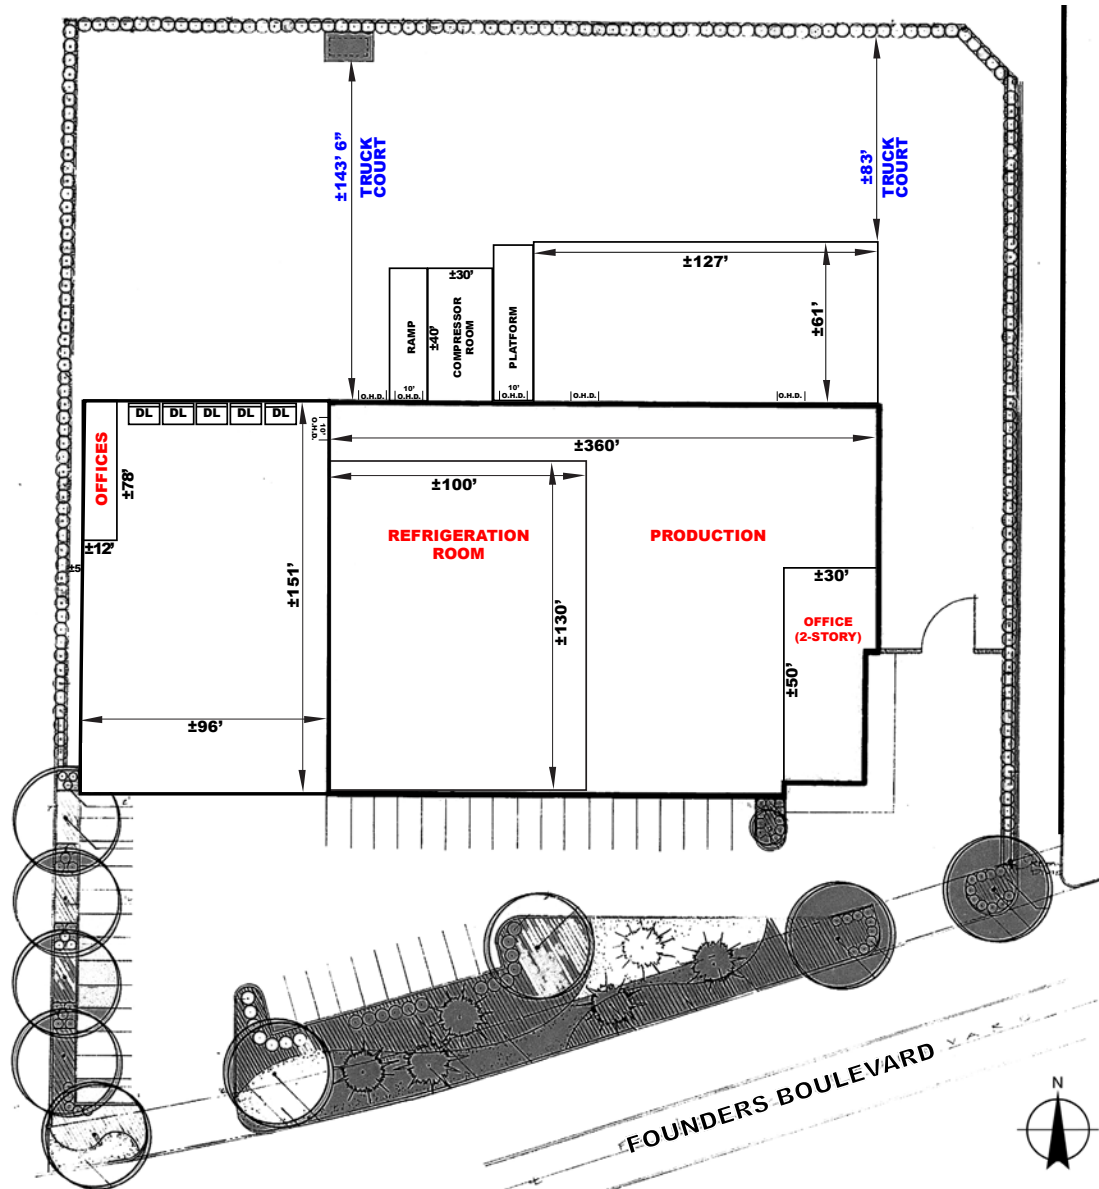 ±143' 6”
TRUCK
COURT
±83'
TRUCK
COURT
±127'
±61'
±30'
±40'
RAMP
COMPRESSOR
ROOM
PLATFORM
O.H.D.
10'
O.H.D.
10'
O.H.D.
O.H.D.
O.H.D.
DL
DL
DL
DL
DL
10'
O.H.D.
OFFICES
±78'
±12'
±5
±360'
±100'
REFRIGERATION
ROOM
PRODUCTION
±151'
±130'
±30'
OFFICE
(2-STORY)
±50'
±96'
FOUNDERS BOULEVARD
N